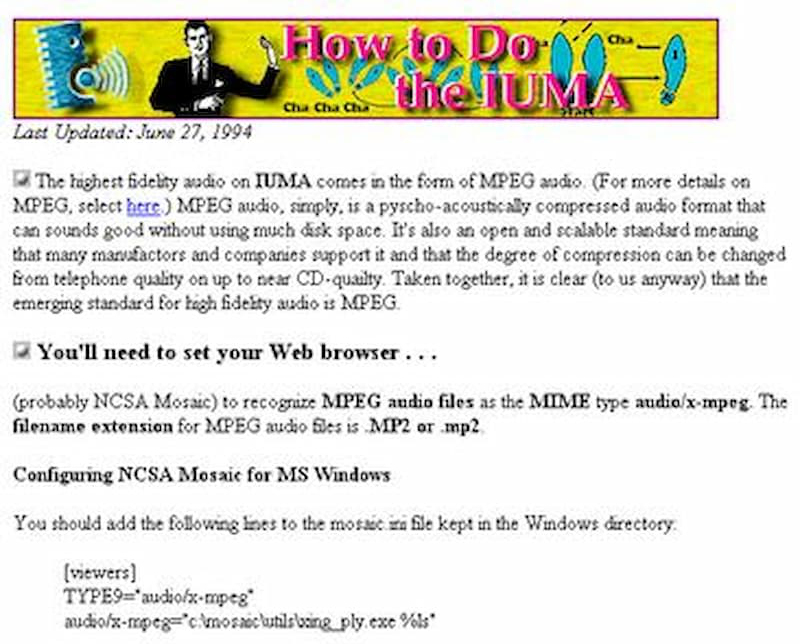 How to Do
the IUMA
Cha Cha Cha
Cha
Last Updated: June 27, 1994
The highest fidelity audio on IUMA comes in the form of MPEG audio. (For more details on
MPEG, select here.) MPEG audio, simply, is a pyscho-acoustically compressed audio format that
can sounds good without using much disk space. It's also an open and scalable standard meaning
that many manufactors and companies support it and that the degree of compression can be changed
from telephone quality on up to near CD-quailty. Taken together, it is clear (to us anyway) that the
emerging standard for high fidelity audio is MPEG.
You'll need to set your Web browser . . .
(probably NCSA Mosaic) to recognize MPEG audio files as the MIME type audio/x-mpeg. The
filename extension for MPEG audio files is .MP2 or .mp2.
Configuring NCSA Mosaic for MS Windows
You should add the following lines to the mosaic.ini file kept in the Windows directory:
[viewers]
TYPE9="audio/x-mpeg"
audio/x-mpeg="c:\mosaic\utils\xing_ply.exe %ls"